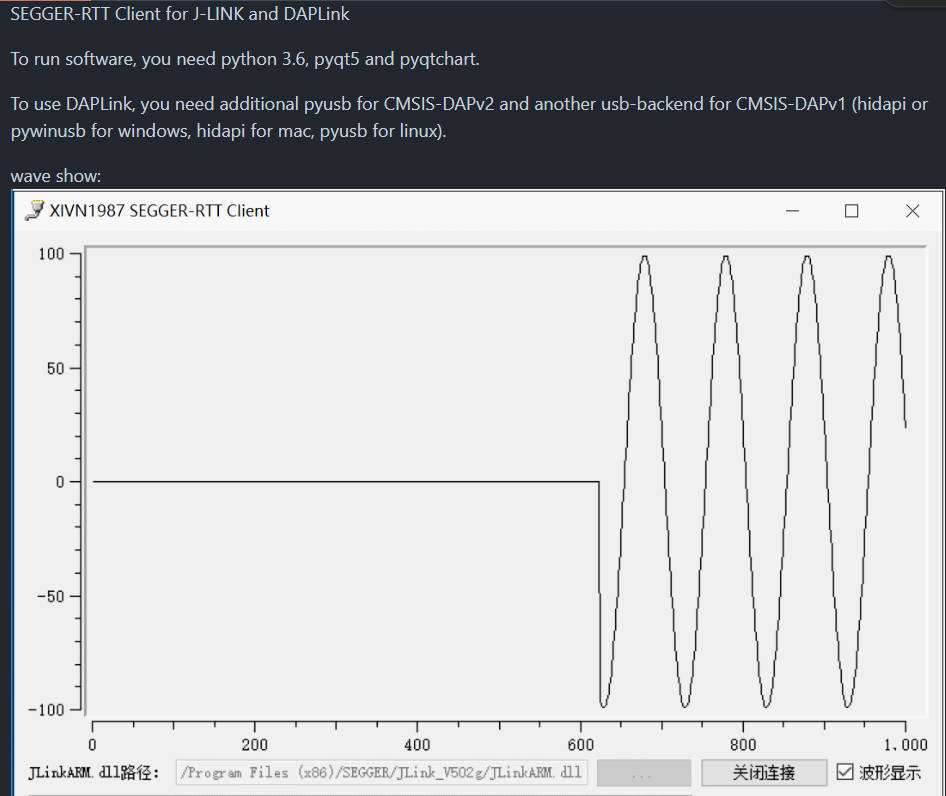 SEGGER-RTT Client for J-LINK and DAPLink
To run software, you need python 3.6, pyqt5 and pyqtchart.
To use DAPLink, you need additional pyusb for CMSIS-DAPv2 and another usb-backend for CMSIS-DAPv1 (hidapi or
pywinusb for windows, hidapi for mac, pyusb for linux).
wave show:
XIVN1987 SEGGER-RTT Client
100
50
0
-50
-100
0 200 400 600 800 1.000
JLinkARM.dll路径： /Program Files (x86)/SEGGER/JLink_V502g/JLinkARM.dll ... 关闭连接 波形显示